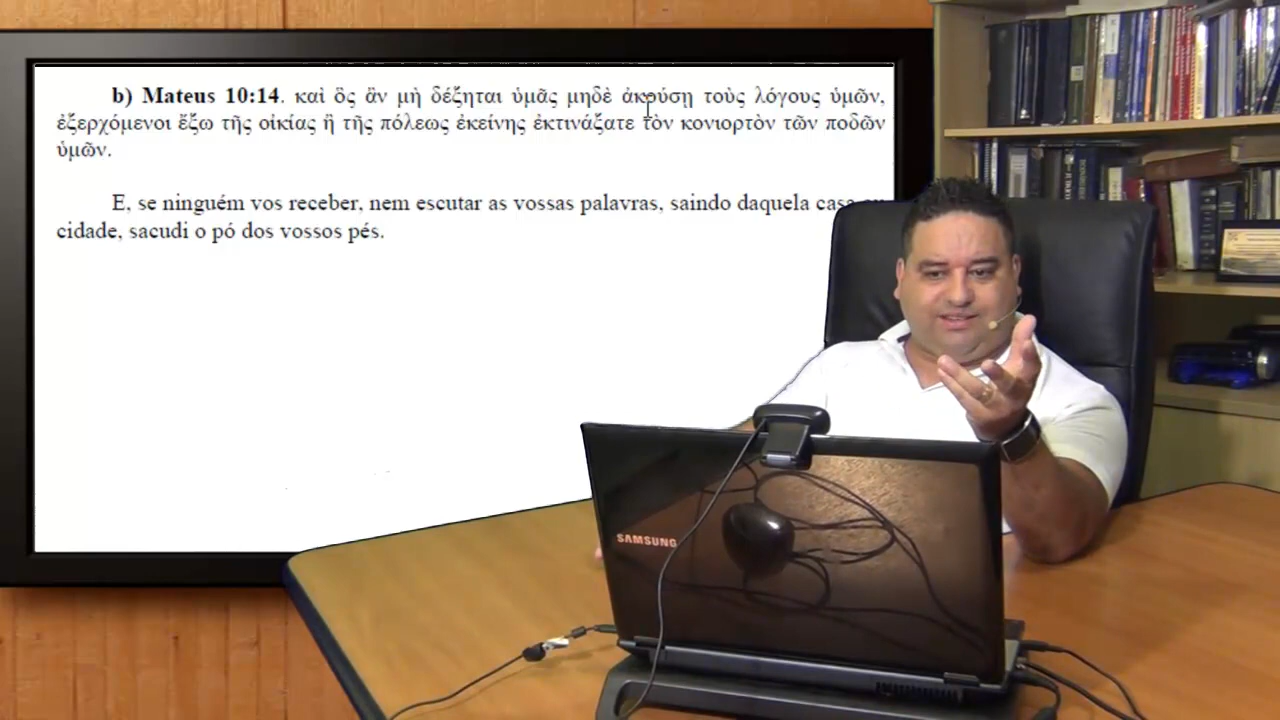 b) Mateus 10:14. καὶ ὃς ἂν μὴ δέξηται ὑμᾶς μηδὲ ἀκούσῃ τοὺς λόγους ὑμῶν,
ἐξερχόμενοι ἔξω τῆς οἰκίας ἢ τῆς πόλεως ἐκείνης ἐκτινάξατε τὸν κονιορτὸν τῶν ποδῶν
ὑμῶν.
E, se ninguém vos receber, nem escutar as vossas palavras, saindo daquela casa
cidade, sacudi o pó dos vossos pés.
SAMSUNG